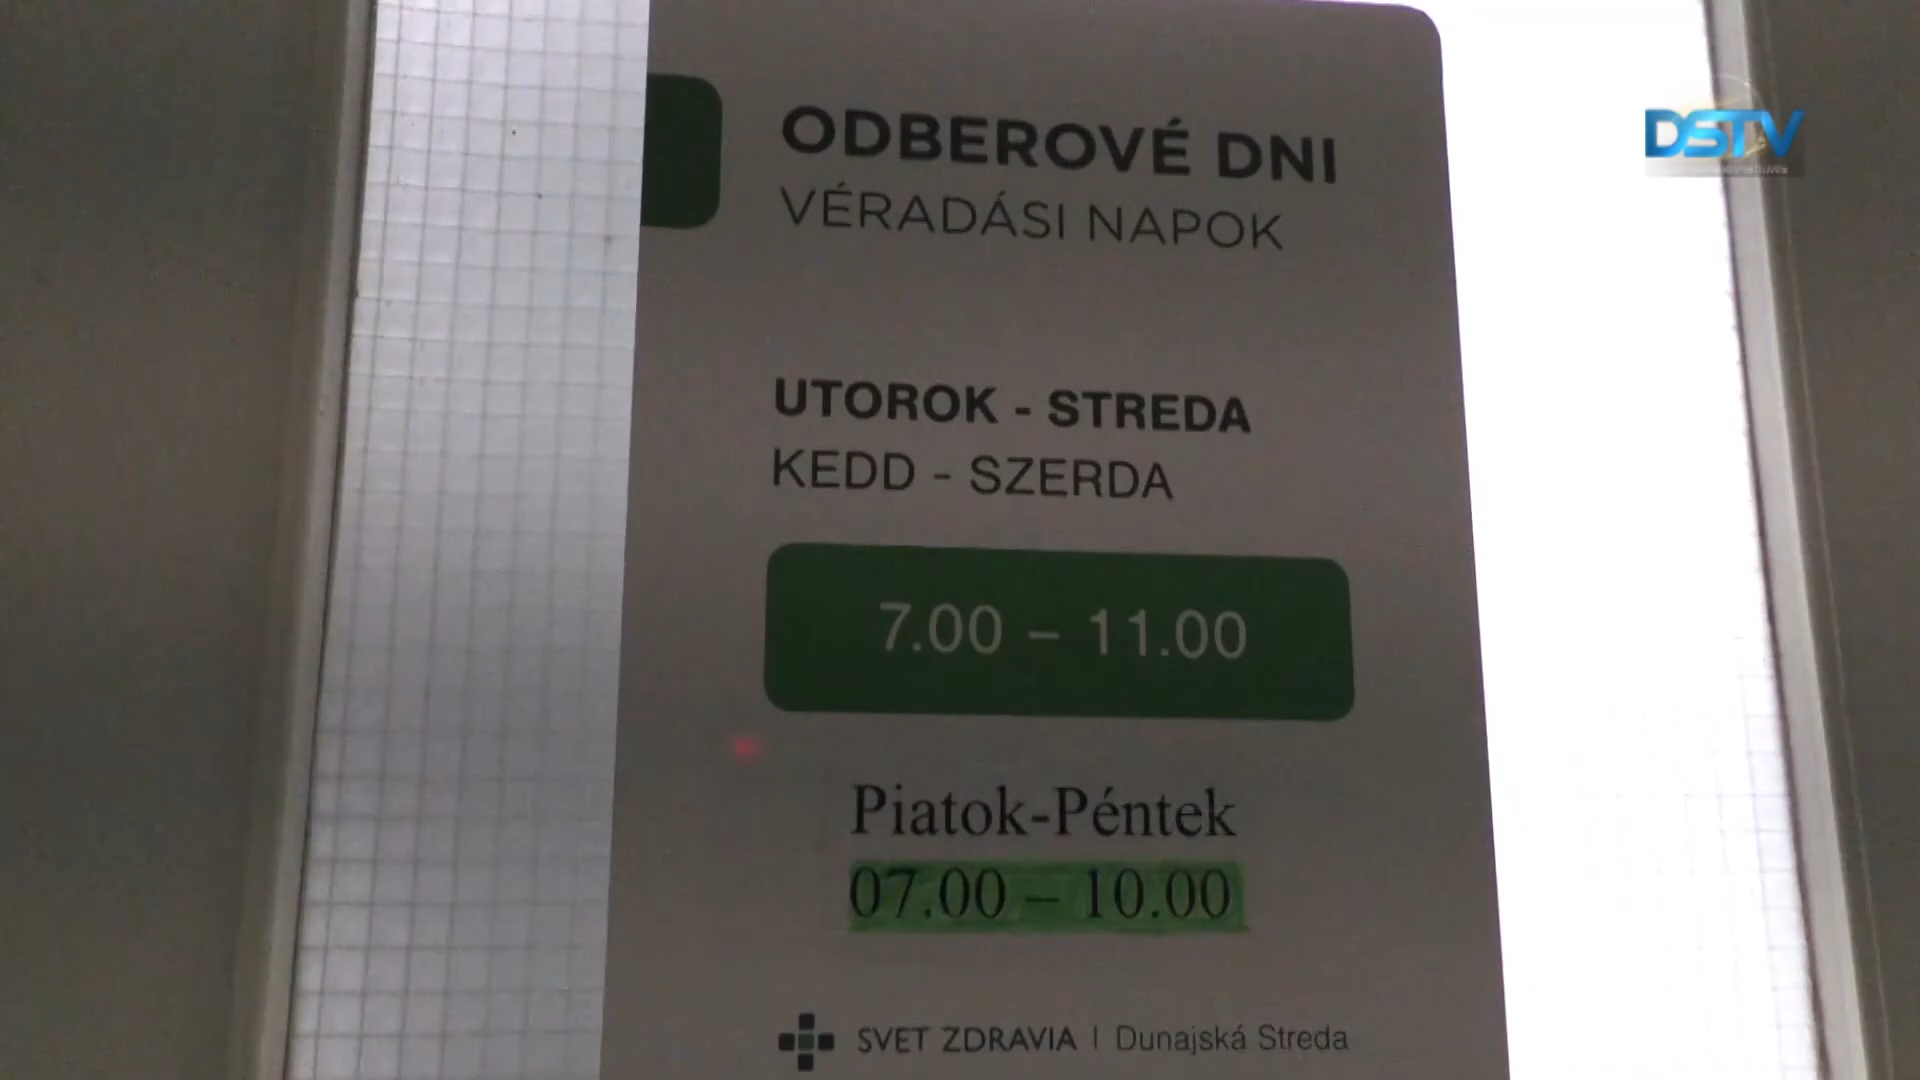 ODBEROVÉ DNI
VÉRADÁSI NAPOK
UTOROK - STREDA
KEDD - SZERDA
7.00 – 11.00
Piatok-Péntek
07.00 – 10.00
SVET ZDRAVIA | Dunajská Streda
DSTV